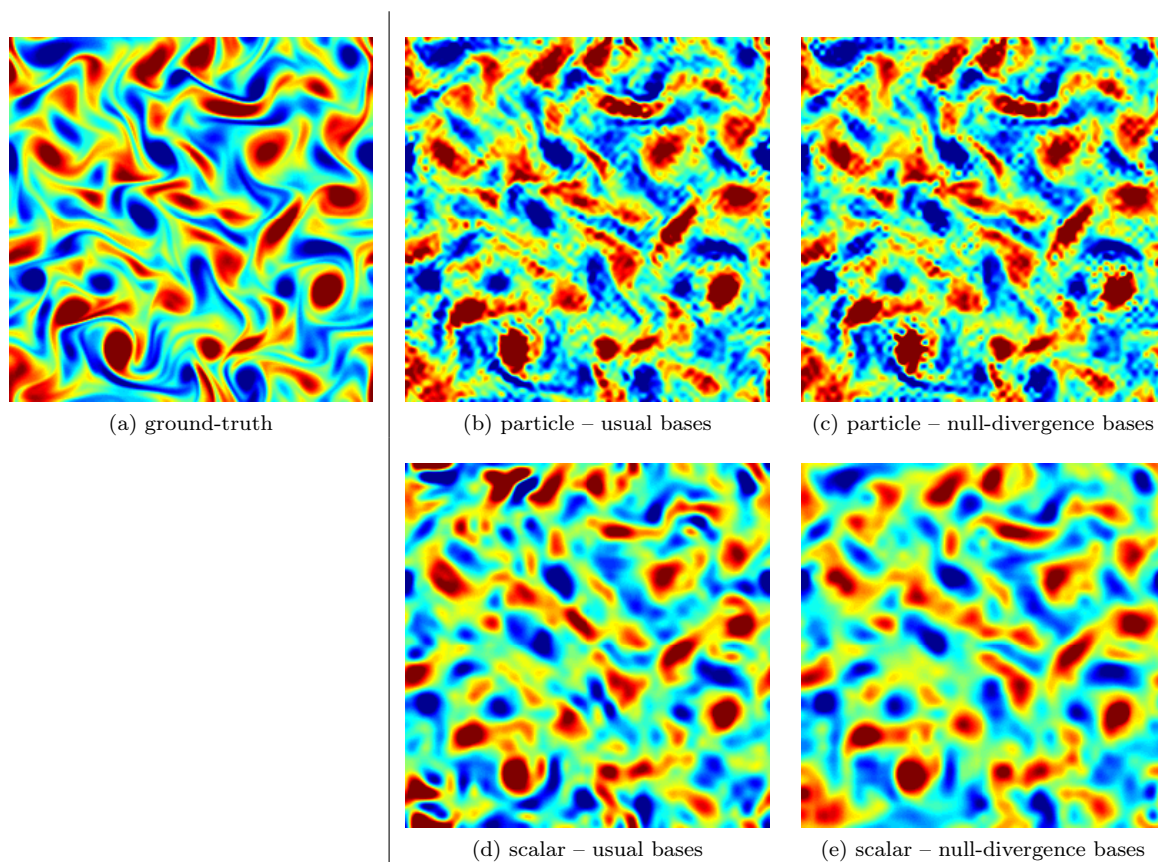 (a) ground-truth
(b) particle – usual bases
(c) particle – null-divergence bases
(d) scalar – usual bases
(e) scalar – null-divergence bases